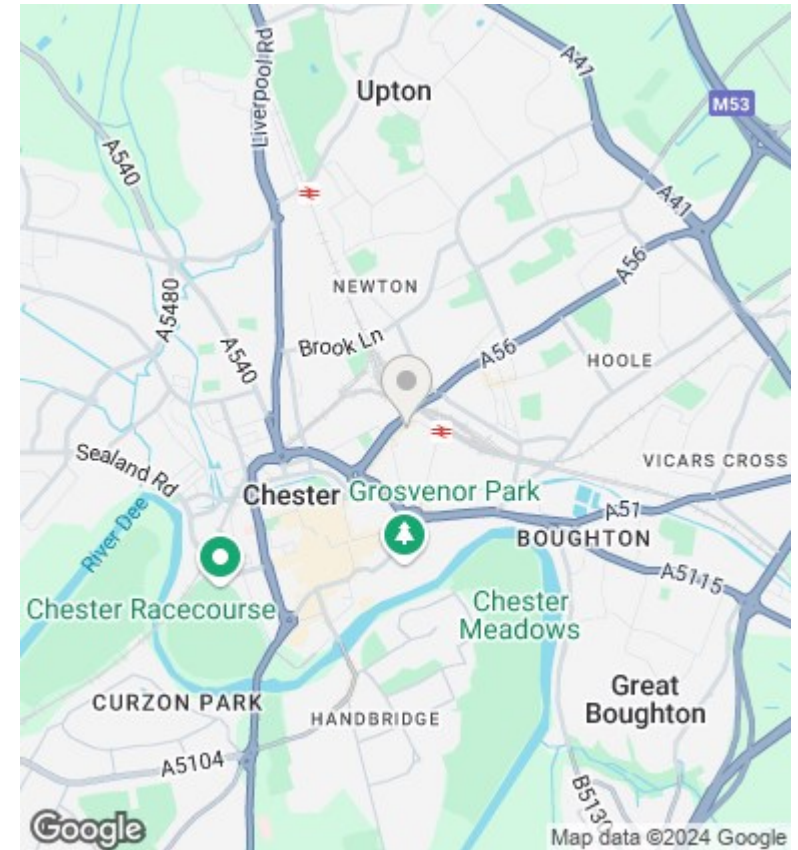 Liverpool Rd
A41
Upton
M53
A540
A41
A56
NEWTON
A5480
Brook Ln
A56
A540
HOOLE
Sealand Rd
VICARS CROSS
Chester
Grosvenor Park
A51
River Dee
BOUGHTON
A5115
Chester Racecourse
Chester
Meadows
CURZON PARK
HANDBRIDGE
Great
Boughton
A5104
B5130
Google
Map data ©2024 Google